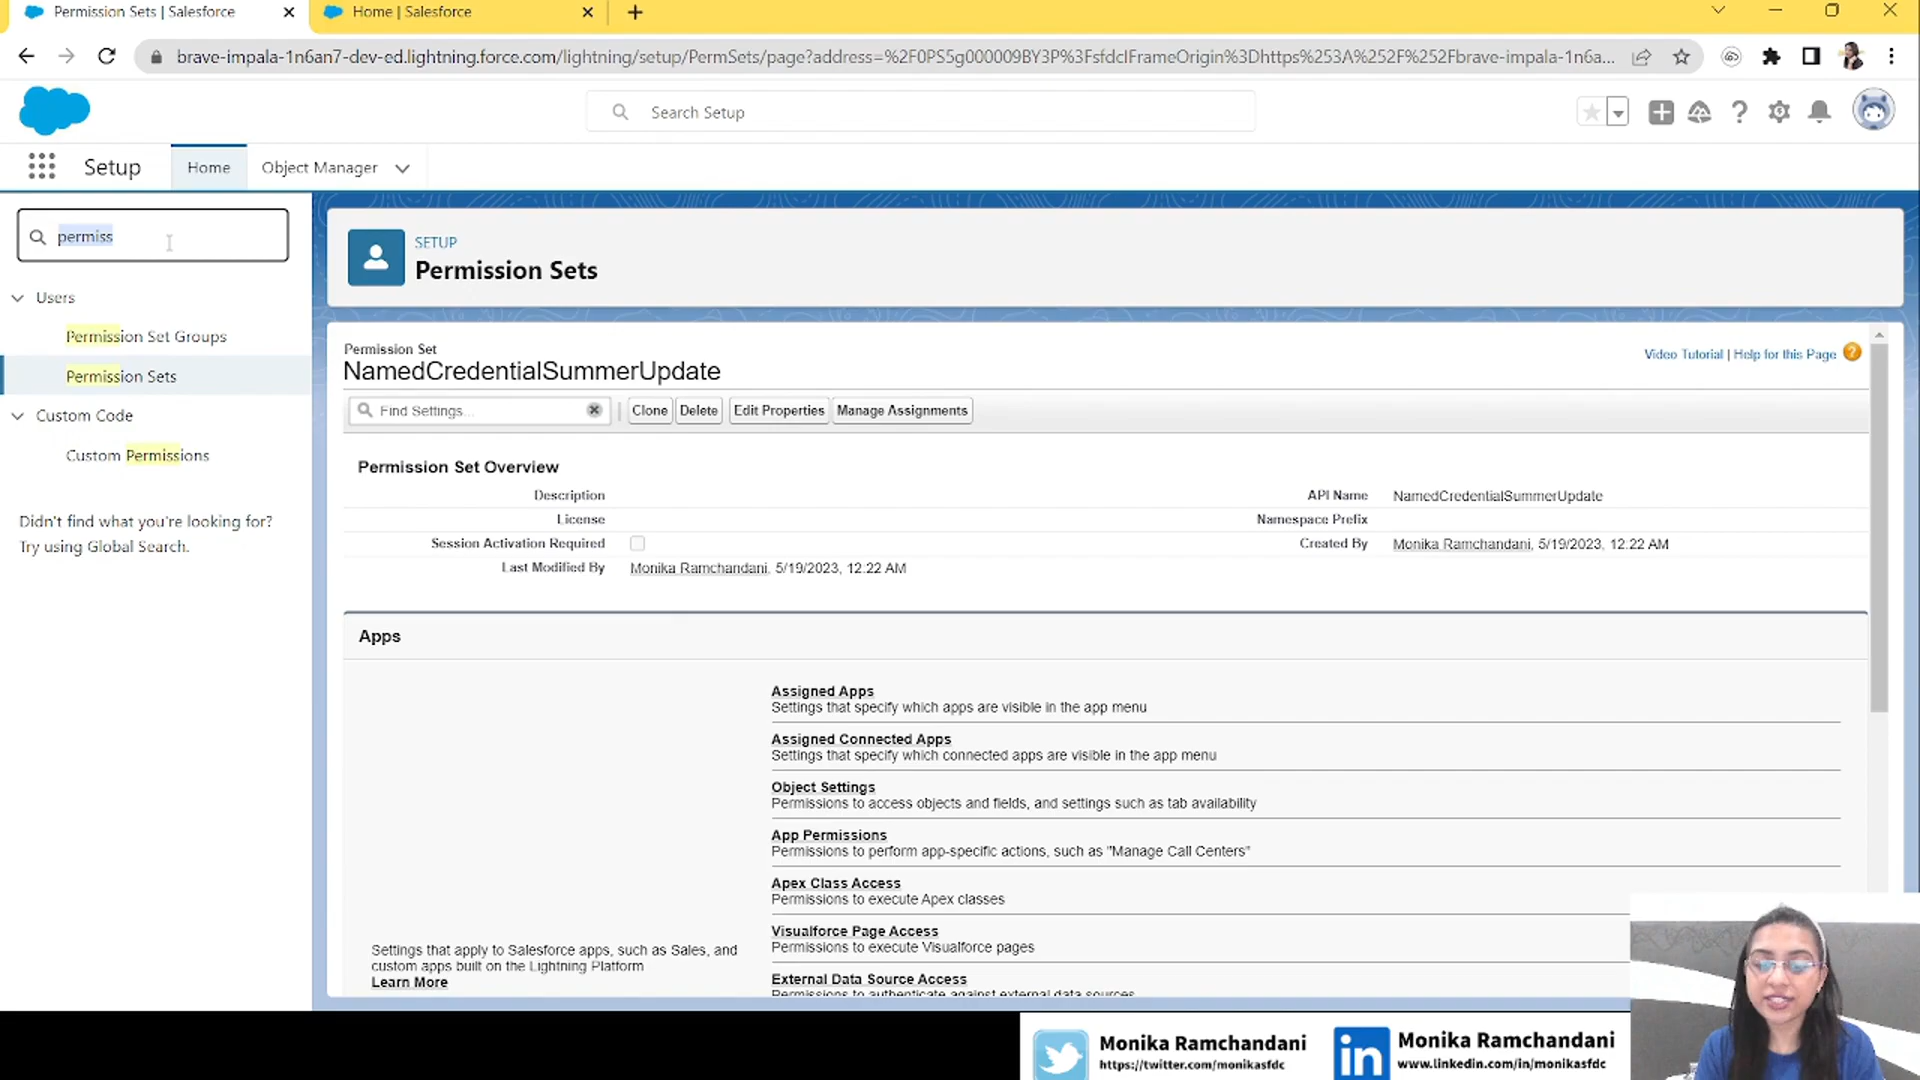 Permission Sets | Salesforce
Home | Salesforce
brave-impala-1n6an7-dev-ed.lightning.force.com/lightning/setup/PermSets/page?address=%2F0PS5g000009BY3P%3FsfdcIFrameOrigin%3Dhttps%253A%252F%252Fbrave-impala-1n6a...
Search Setup
Setup
Home
Object Manager
permiss
Users
Permission Set Groups
Permission Sets
Custom Code
Custom Permissions
Didn't find what you're looking for?
Try using Global Search.
SETUP
Permission Sets
Permission Set
NamedCredentialSummerUpdate
Video Tutorial | Help for this Page
Find Settings...
Clone
Delete
Edit Properties
Manage Assignments
Permission Set Overview
Description
API Name NamedCredentialSummerUpdate
License
Namespace Prefix
Session Activation Required
Created By Monika Ramchandani, 5/19/2023, 12:22 AM
Last Modified By Monika Ramchandani, 5/19/2023, 12:22 AM
Apps
Assigned Apps
Settings that specify which apps are visible in the app menu
Assigned Connected Apps
Settings that specify which connected apps are visible in the app menu
Object Settings
Permissions to access objects and fields, and settings such as tab availability
App Permissions
Permissions to perform app-specific actions, such as "Manage Call Centers"
Apex Class Access
Permissions to execute Apex classes
Visualforce Page Access
Permissions to execute Visualforce pages
External Data Source Access
Permissions to authenticate against external data sources
Settings that apply to Salesforce apps, such as Sales, and
custom apps built on the Lightning Platform
Learn More
Monika Ramchandani
https://twitter.com/monikasfdc
in
Monika Ramchandani
www.linkedin.com/in/monikasfdc